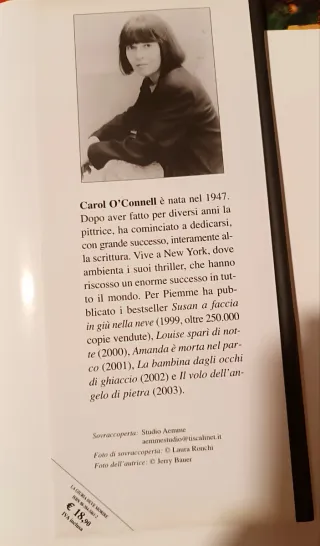 Carol O'Connell è nata nel 1947.
Dopo aver fatto per diversi anni la
pittrice, ha cominciato a dedicarsi,
con grande successo, interamente al-
la scrittura. Vive a New York, dove
ambienta i suoi thriller, che hanno
riscosso un enorme successo in tut-
to il mondo. Per Piemme ha pub-
blicato i bestseller Susan a faccia
in giù nella neve (1999, oltre 250.000
copie vendute), Louise sparì di not-
te (2000), Amanda è morta nel par-
co (2001), La bambina dagli occhi
di ghiaccio (2002) e Il volo dell'an-
gelo di pietra (2003).
Sovraccoperta: Studio Aemme
aemmestudio@tiscalinet.it
Foto di sovraccoperta: © Laura Ronchi
Foto dell'autrice: © Jerry Bauer
€ 18,90
IVA inclusa